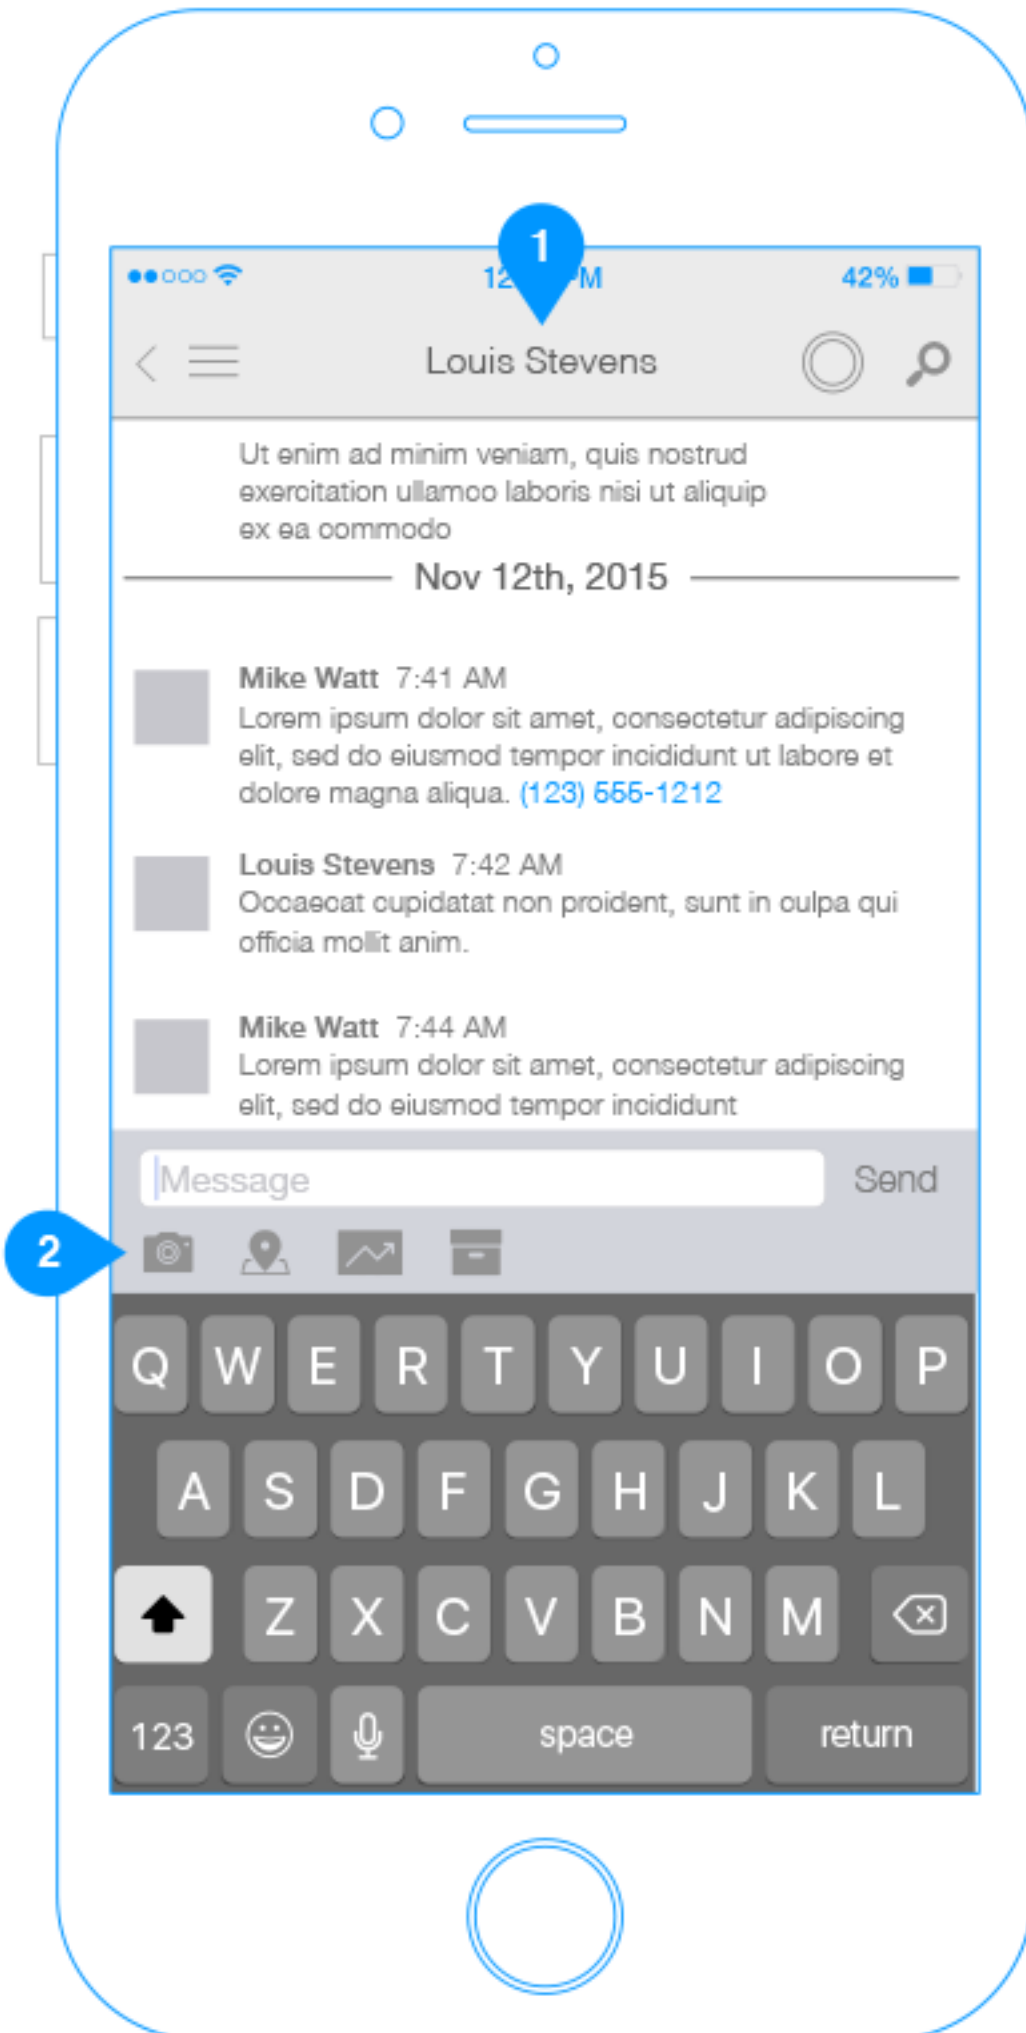 1
12 PM
42%
Louis Stevens
Ut enim ad minim veniam, quis nostrud
exercitation ullamco laboris nisi ut aliquip
ex ea commodo
Nov 12th, 2015
Mike Watt 7:41 AM
Lorem ipsum dolor sit amet, consectetur adipiscing
elit, sed do eiusmod tempor incididunt ut labore et
dolore magna aliqua. (123) 555-1212
Louis Stevens 7:42 AM
Occaecat cupidatat non proident, sunt in culpa qui
officia mollit anim.
Mike Watt 7:44 AM
Lorem ipsum dolor sit amet, consectetur adipiscing
elit, sed do eiusmod tempor incididunt
Message Send
2
Q W E R T Y U I O P
A S D F G H J K L
Z X C V B N M
123 space return